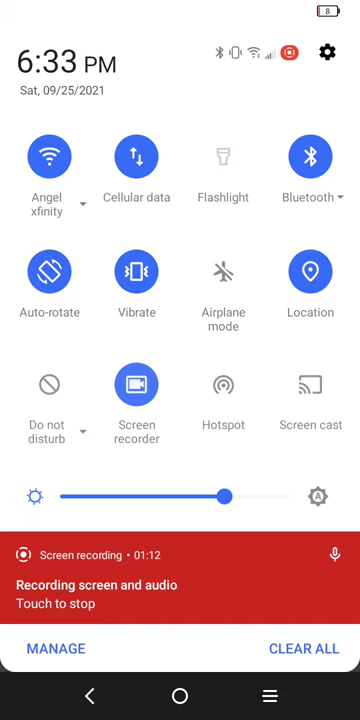 8
6:33 PM
Sat, 09/25/2021
Angel xfinity
Cellular data
Flashlight
Bluetooth
Auto-rotate
Vibrate
Airplane mode
Location
Do not disturb
Screen recorder
Hotspot
Screen cast
A
Screen recording • 01:12
Recording screen and audio
Touch to stop
MANAGE
CLEAR ALL